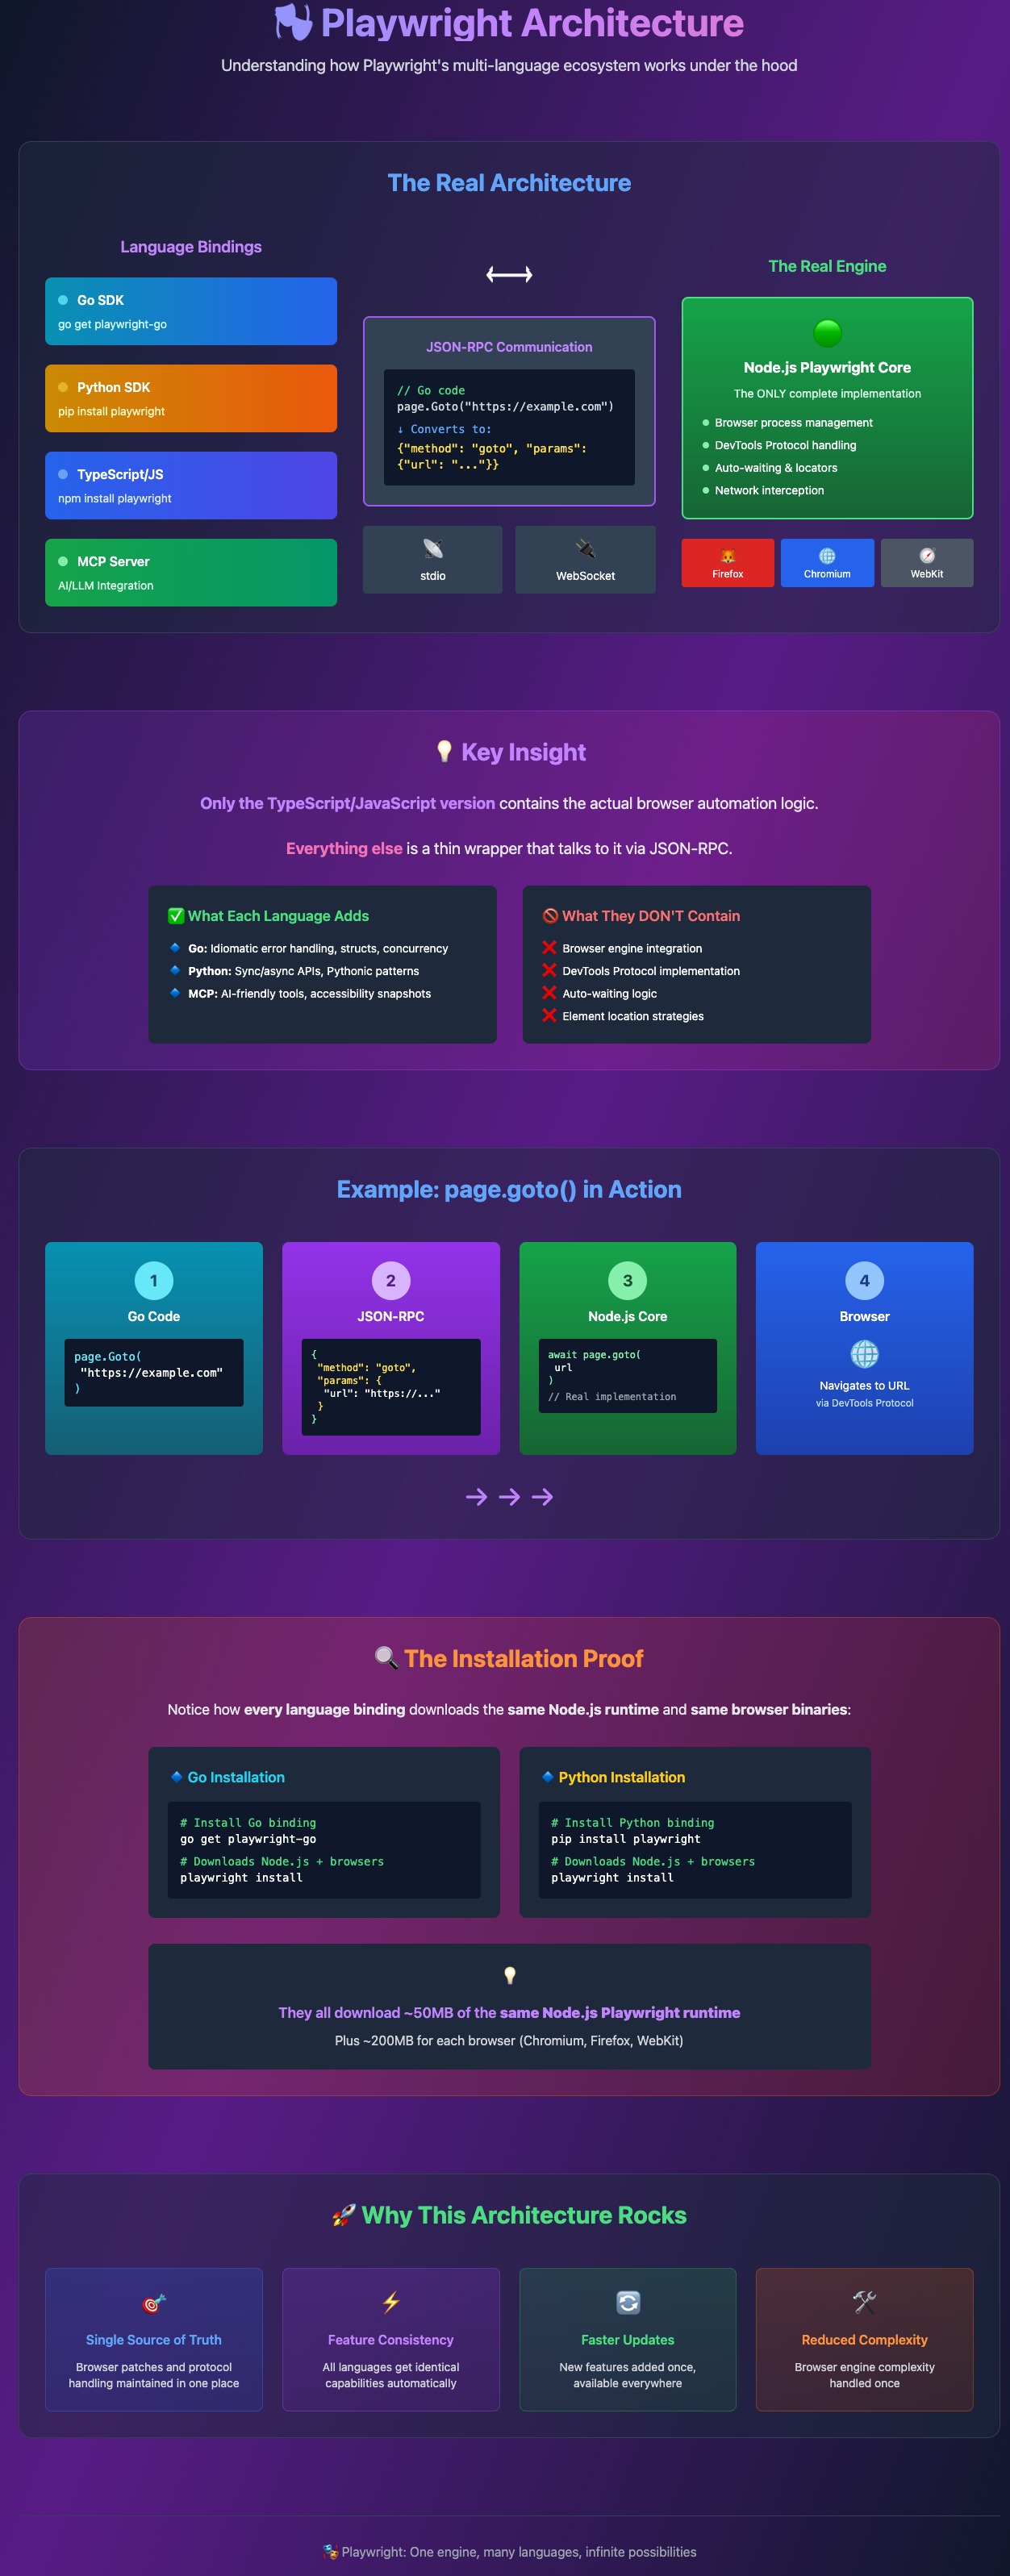 Playwright Architecture
Understanding how Playwright's multi-language ecosystem works under the hood
The Real Architecture
Language Bindings
Go SDK
go get playwright-go
Python SDK
pip install playwright
TypeScript/JS
npm install playwright
MCP Server
AI/LLM Integration
⟷
JSON-RPC Communication
// Go code
page.Goto("https://example.com")
↓ Converts to:
{"method": "goto", "params":
{"url": "..."}}
stdio
WebSocket
The Real Engine
Node.js Playwright Core
The ONLY complete implementation
Browser process management
DevTools Protocol handling
Auto-waiting & locators
Network interception
Firefox
Chromium
WebKit
Key Insight
Only the TypeScript/JavaScript version contains the actual browser automation logic.
Everything else is a thin wrapper that talks to it via JSON-RPC.
✅ What Each Language Adds
🔹 Go: Idiomatic error handling, structs, concurrency
🔹 Python: Sync/async APIs, Pythonic patterns
🔹 MCP: AI-friendly tools, accessibility snapshots
🚫 What They DON'T Contain
❌ Browser engine integration
❌ DevTools Protocol implementation
❌ Auto-waiting logic
❌ Element location strategies
Example: page.goto() in Action
1
Go Code
page.Goto(
"https://example.com"
)
2
JSON-RPC
{
"method": "goto",
"params": {
"url": "https://..."
}
}
3
Node.js Core
await page.goto(
url
)
// Real implementation
4
Browser
Navigates to URL
via DevTools Protocol
→ → →
The Installation Proof
Notice how every language binding downloads the same Node.js runtime and same browser binaries:
🔹 Go Installation
# Install Go binding
go get playwright-go
# Downloads Node.js + browsers
playwright install
🔹 Python Installation
# Install Python binding
pip install playwright
# Downloads Node.js + browsers
playwright install
They all download ~50MB of the same Node.js Playwright runtime
Plus ~200MB for each browser (Chromium, Firefox, WebKit)
Why This Architecture Rocks
Single Source of Truth
Browser patches and protocol
handling maintained in one place
Feature Consistency
All languages get identical
capabilities automatically
Faster Updates
New features added once,
available everywhere
Reduced Complexity
Browser engine complexity
handled once
Playwright: One engine, many languages, infinite possibilities